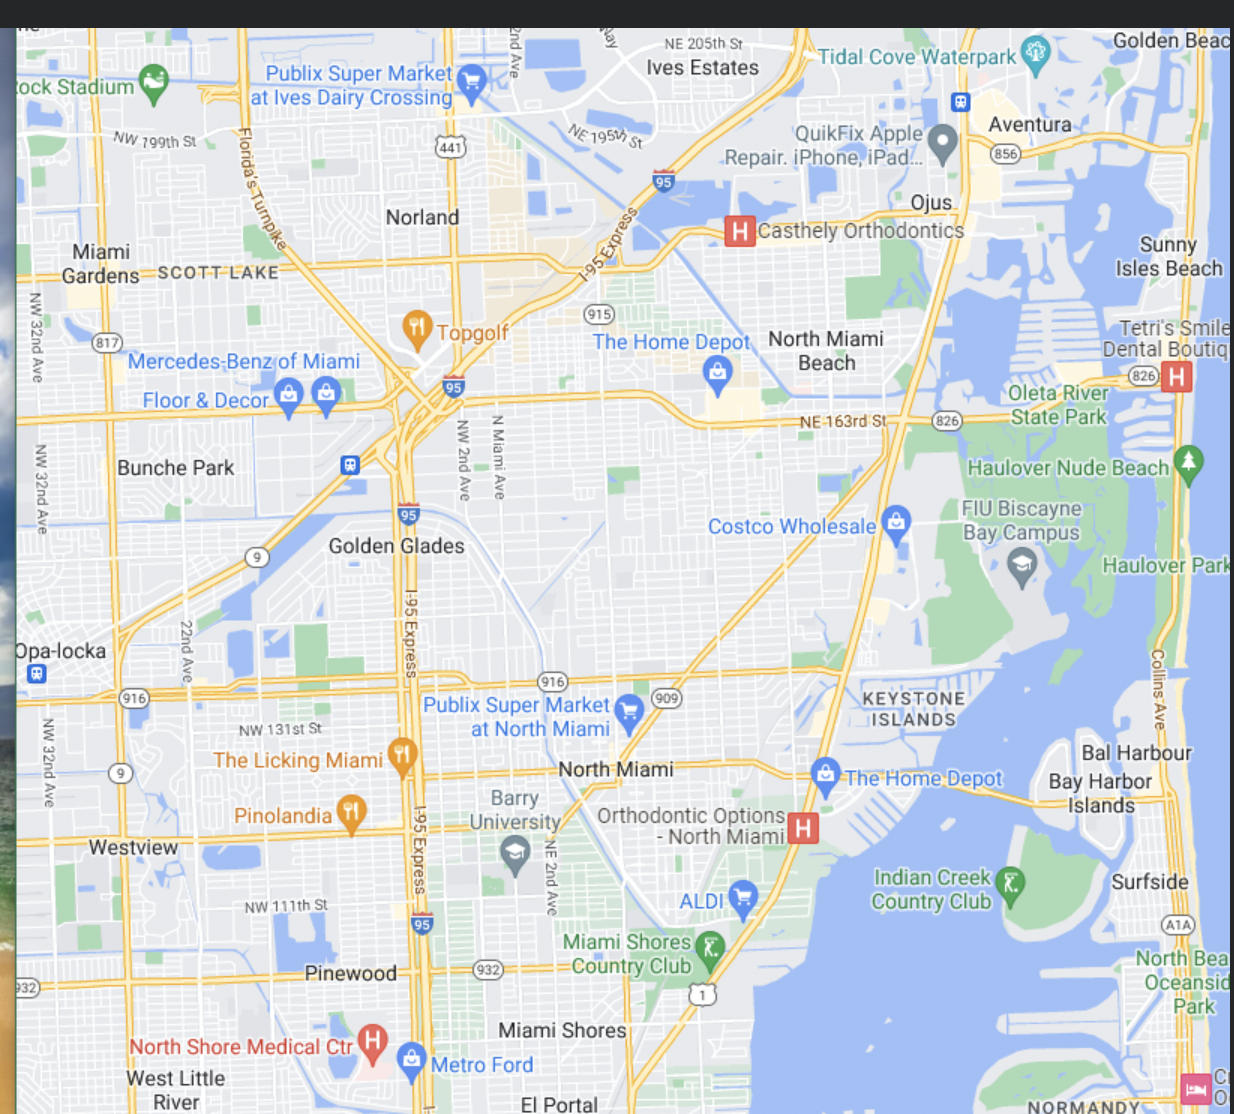 NE 205th St
Ives Estates
Golden Beac
Tidal Cove Waterpark
Publix Super Market
at Ives Dairy Crossing
2nd Ave
ock Stadium
NW 199th St
441
NE 195th St
QuikFix Apple
Repair. iPhone, iPad...
Aventura
856
Florida's Turnpike
95
Norland
Ojus
Casthely Orthodontics
I-95 Express
Miami
Gardens
SCOTT LAKE
Sunny
Isles Beach
NW 32nd Ave
817
915
Topgolf
The Home Depot
North Miami
Beach
Tetri's Smile
Dental Boutiq
826
Mercedes-Benz of Miami
Floor & Decor
95
Oleta River
State Park
NE 163rd St
826
NW 2nd Ave
N Miami Ave
Bunche Park
NW 32nd Ave
Haulover Nude Beach
95
Golden Glades
Costco Wholesale
FIU Biscayne
Bay Campus
9
Haulover Park
I-95 Express
Opa-locka
22nd Ave
916
916
909
Collins Ave
KEYSTONE
ISLANDS
Publix Super Market
at North Miami
NW 131st St
NW 32nd Ave
The Licking Miami
9
North Miami
The Home Depot
Bal Harbour
Bay Harbor
Islands
Pinolandia
Barry
University
Orthodontic Options
- North Miami
I-95 Express
Westview
NE 2nd Ave
NW 111th St
ALDI
Indian Creek
Country Club
Surfside
95
A1A
Miami Shores
Country Club
932
Pinewood
932
1
North Bea
Oceansid
Park
Miami Shores
North Shore Medical Ctr
Metro Ford
West Little
River
El Portal
NORMANDY